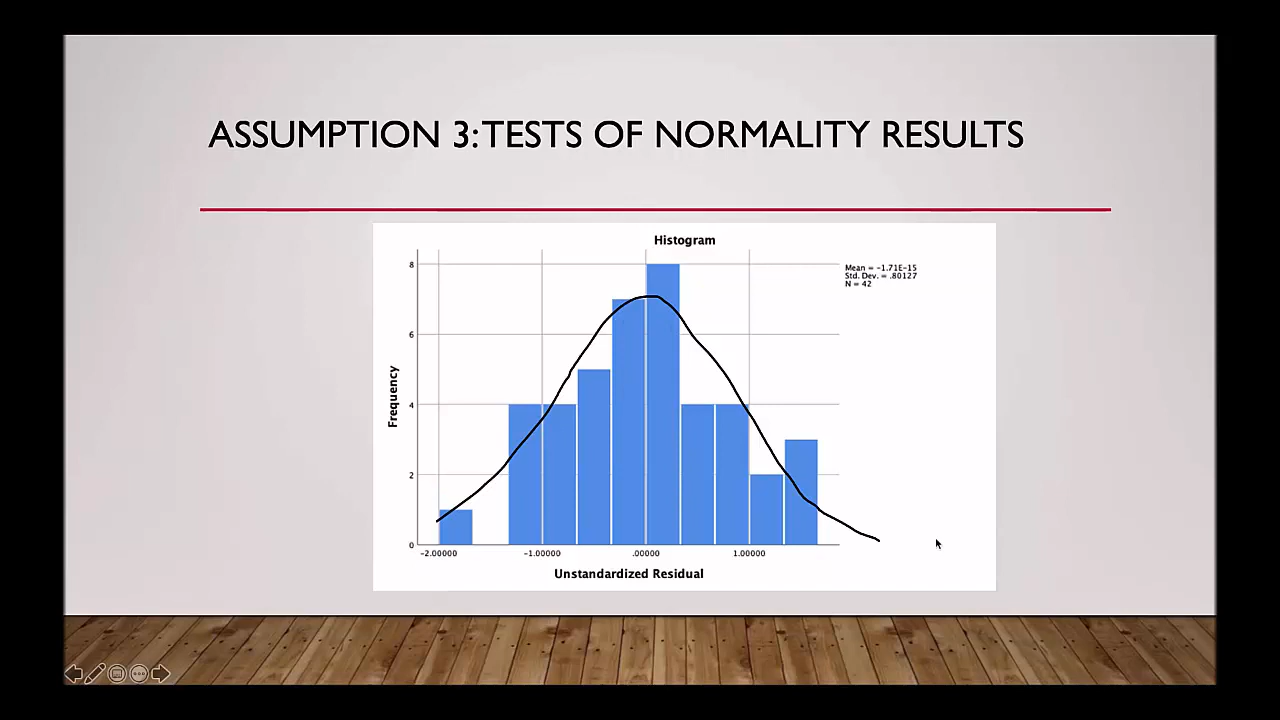 ASSUMPTION 3: TESTS OF NORMALITY RESULTS
Histogram
Mean = -1.71E-15
Std. Dev. = .80127
N = 42
Frequency
8
6
4
2
0
-2.00000 -1.00000 .00000 1.00000
Unstandardized Residual